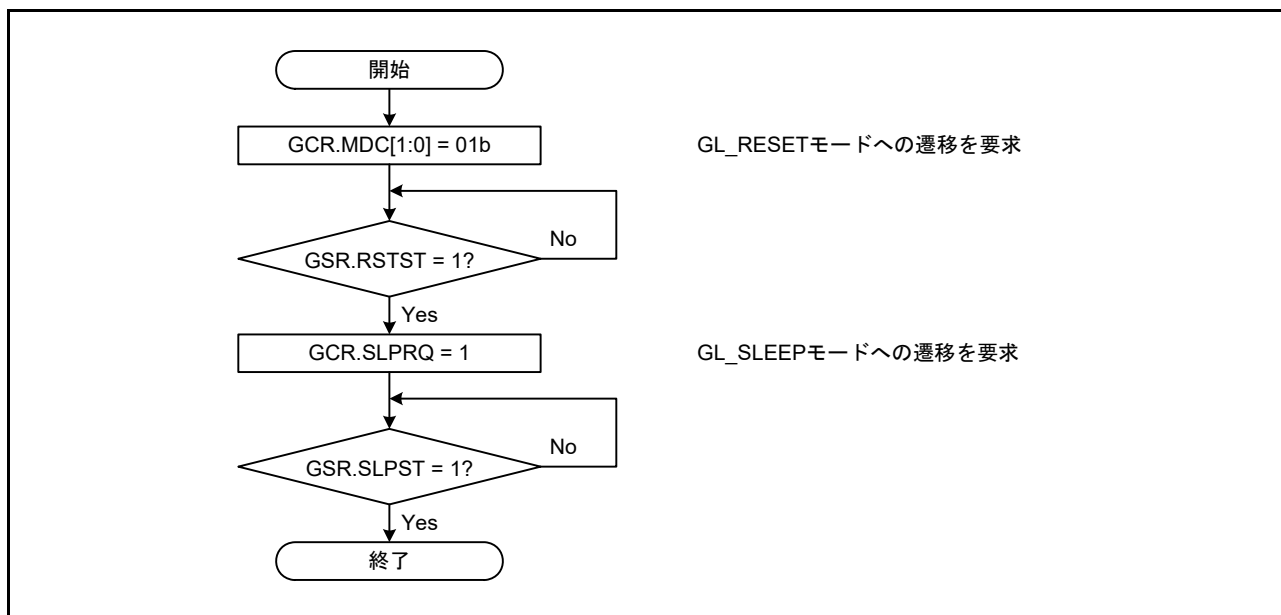 開始
GCR.MDC[1:0] = 01b
GL_RESETモードへの遷移を要求
No
GSR.RSTST = 1?
Yes
GCR.SLPRQ = 1
GL_SLEEPモードへの遷移を要求
No
GSR.SLPST = 1?
Yes
終了